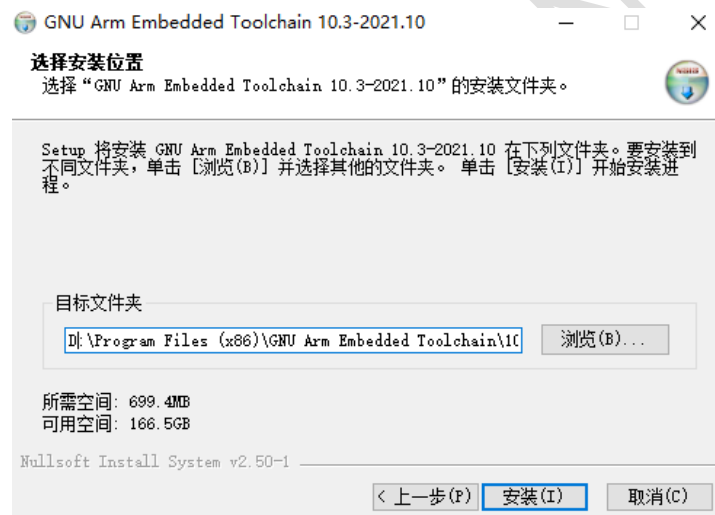 GNU Arm Embedded Toolchain 10.3-2021.10
选择安装位置
选择“GNU Arm Embedded Toolchain 10.3-2021.10”的安装文件夹。
Setup 将安装 GNU Arm Embedded Toolchain 10.3-2021.10 在下列文件夹。要安装到
不同文件夹，单击 [浏览(B)] 并选择其他的文件夹。 单击 [安装(I)] 开始安装进
程。
目标文件夹
D:\Program Files (x86)\GNU Arm Embedded Toolchain\10
浏览(B)...
所需空间: 699.4MB
可用空间: 166.5GB
Nullsoft Install System v2.50-1
< 上一步(P)
安装(I)
取消(C)